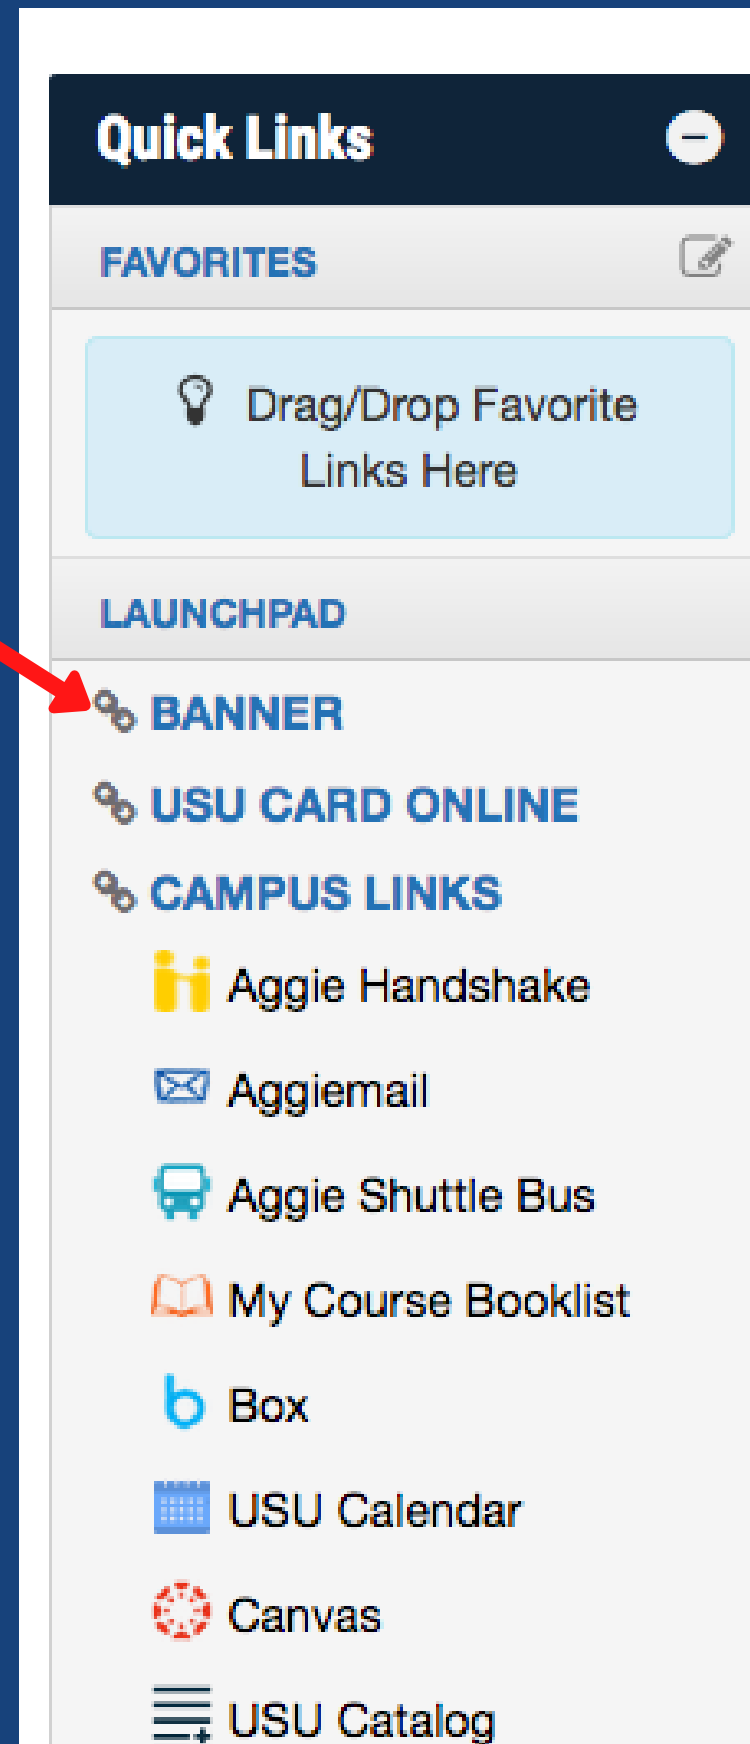 Quick Links
FAVORITES
Drag/Drop Favorite
Links Here
LAUNCHPAD
BANNER
USU CARD ONLINE
CAMPUS LINKS
Aggie Handshake
Aggiemail
Aggie Shuttle Bus
My Course Booklist
Box
USU Calendar
Canvas
USU Catalog